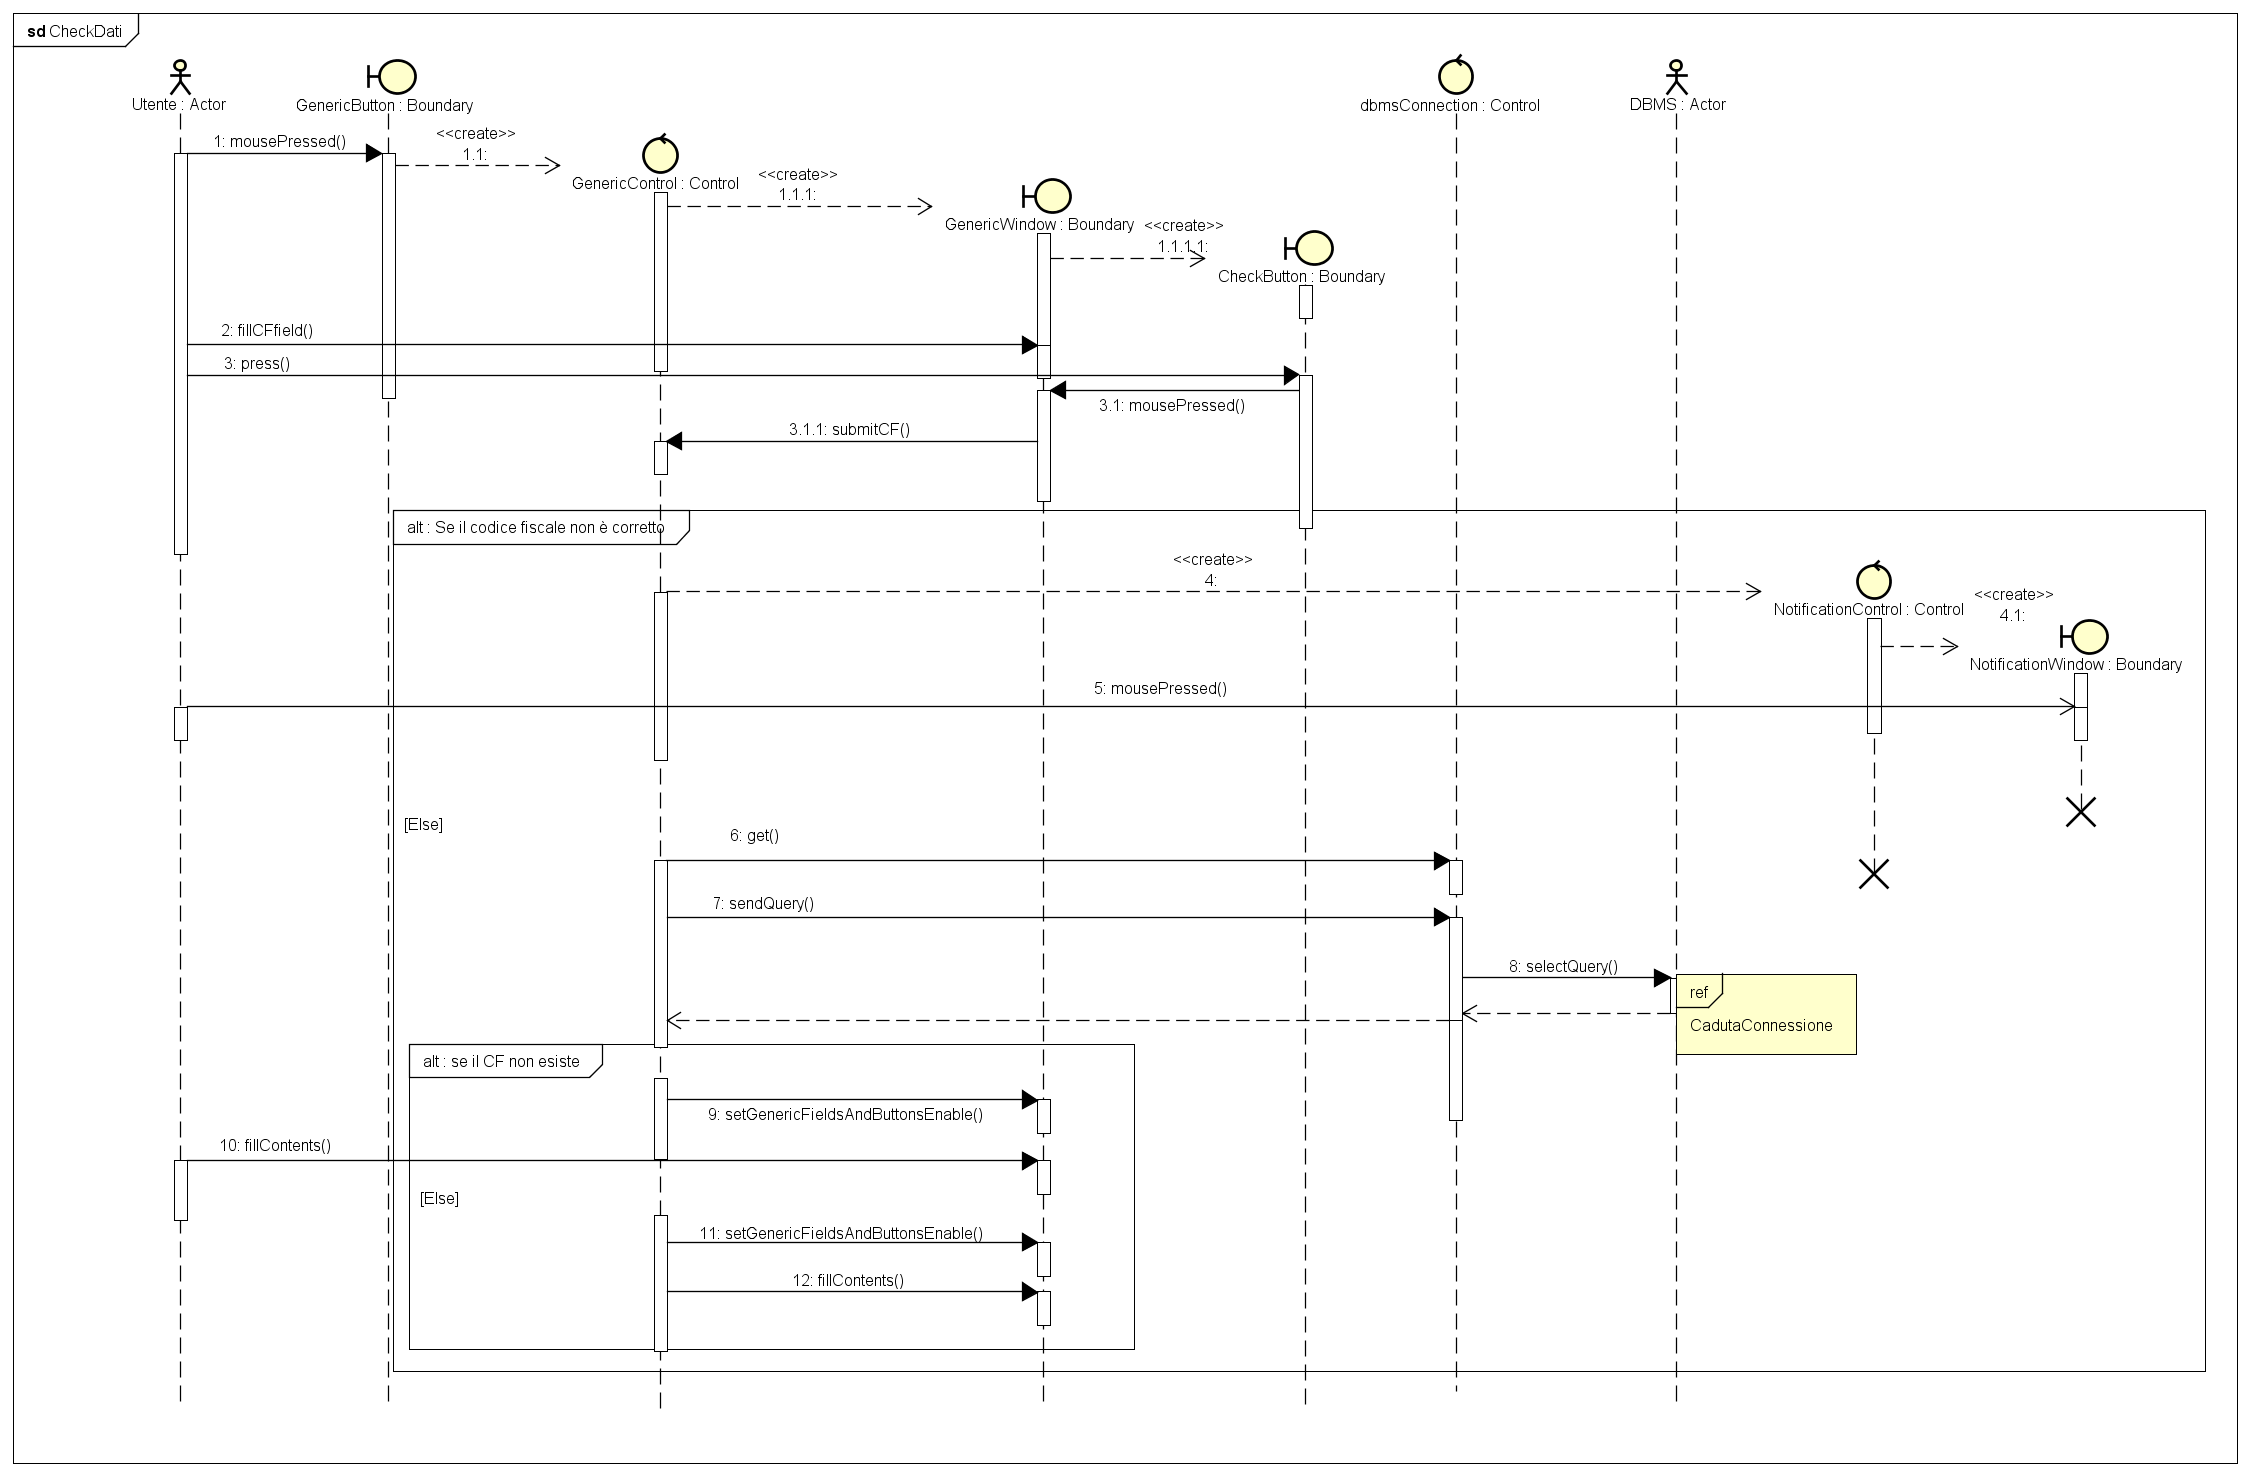 sd CheckDati
Utente : Actor
GenericButton : Boundary
dbmsConnection : Control
DBMS : Actor
1: mousePressed()
<<create>>
1.1:
GenericControl : Control
<<create>>
1.1.1:
GenericWindow : Boundary
<<create>>
1.1.1.1:
CheckButton : Boundary
2: fillCFfield()
3: press()
3.1: mousePressed()
3.1.1: submitCF()
alt : Se il codice fiscale non è corretto
<<create>>
4:
NotificationControl : Control
<<create>>
4.1:
NotificationWindow : Boundary
5: mousePressed()
[Else]
6: get()
7: sendQuery()
8: selectQuery()
ref
CadutaConnessione
alt : se il CF non esiste
9: setGenericFieldsAndButtonsEnable()
10: fillContents()
[Else]
11: setGenericFieldsAndButtonsEnable()
12: fillContents()